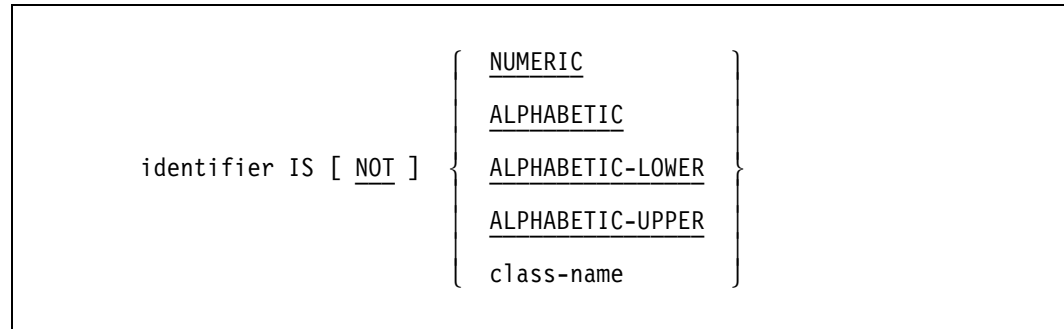 NUMERIC
ALPHABETIC
identifier IS [ NOT ] { ALPHABETIC-LOWER }
ALPHABETIC-UPPER
class-name